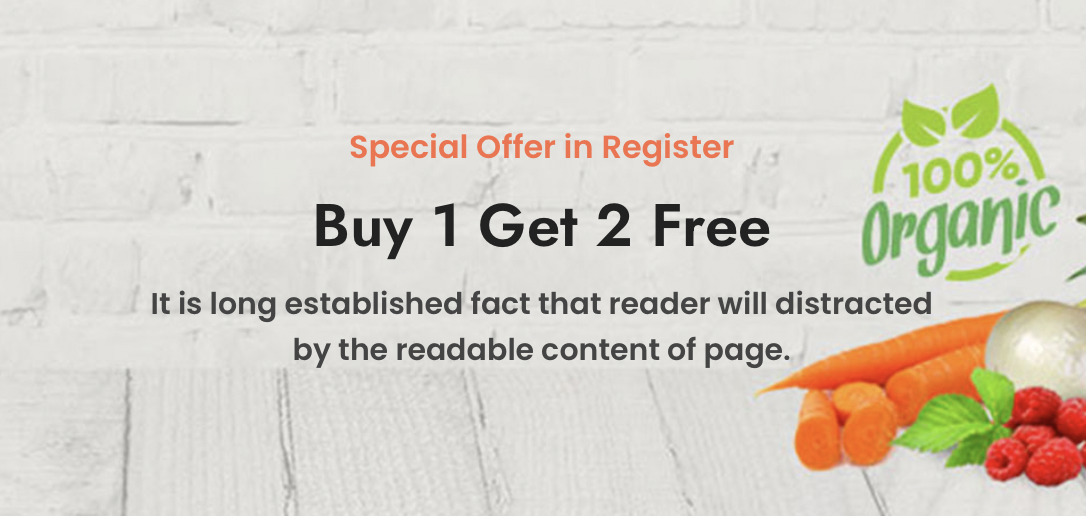 Special Offer in Register
Buy 1 Get 2 Free
It is long established fact that reader will distracted
by the readable content of page.
100%
Organic